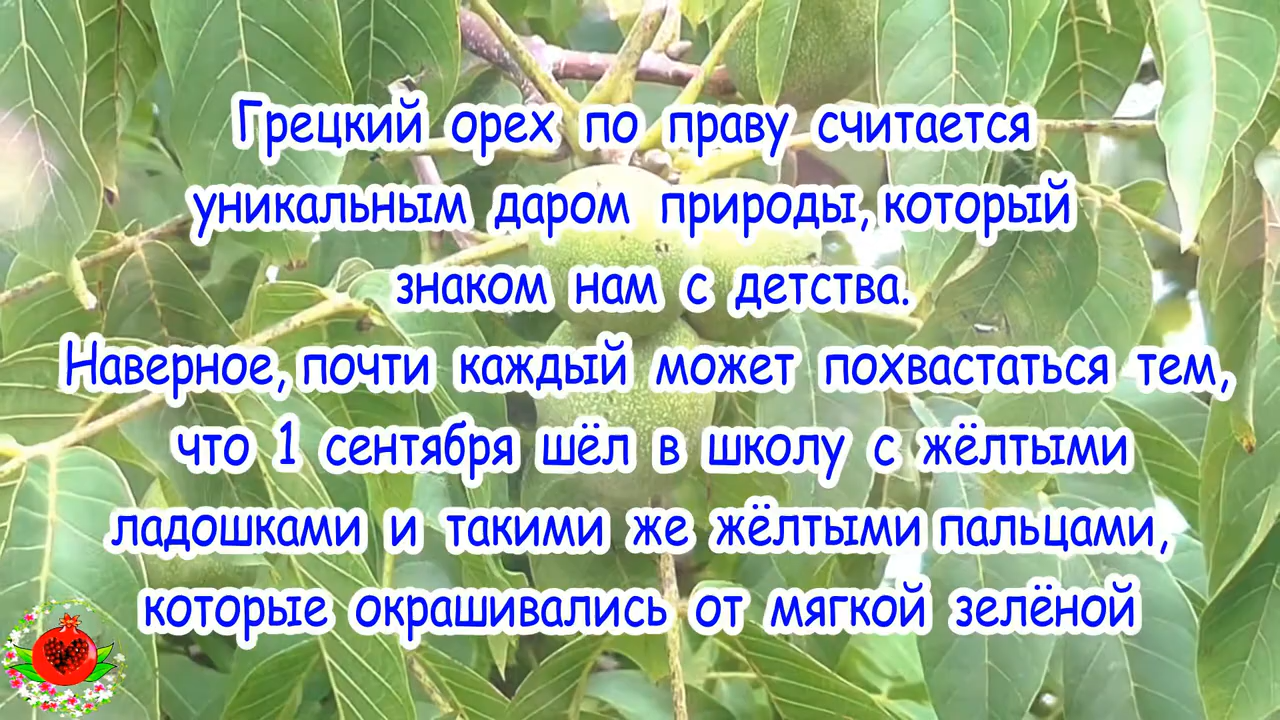 Грецкий орех по праву считается
уникальным даром природы, который
знаком нам с детства.
Наверное, почти каждый может похвастаться тем,
что 1 сентября шёл в школу с жёлтыми
ладошками и такими же жёлтыми пальцами,
которые окрашивались от мягкой зелёной